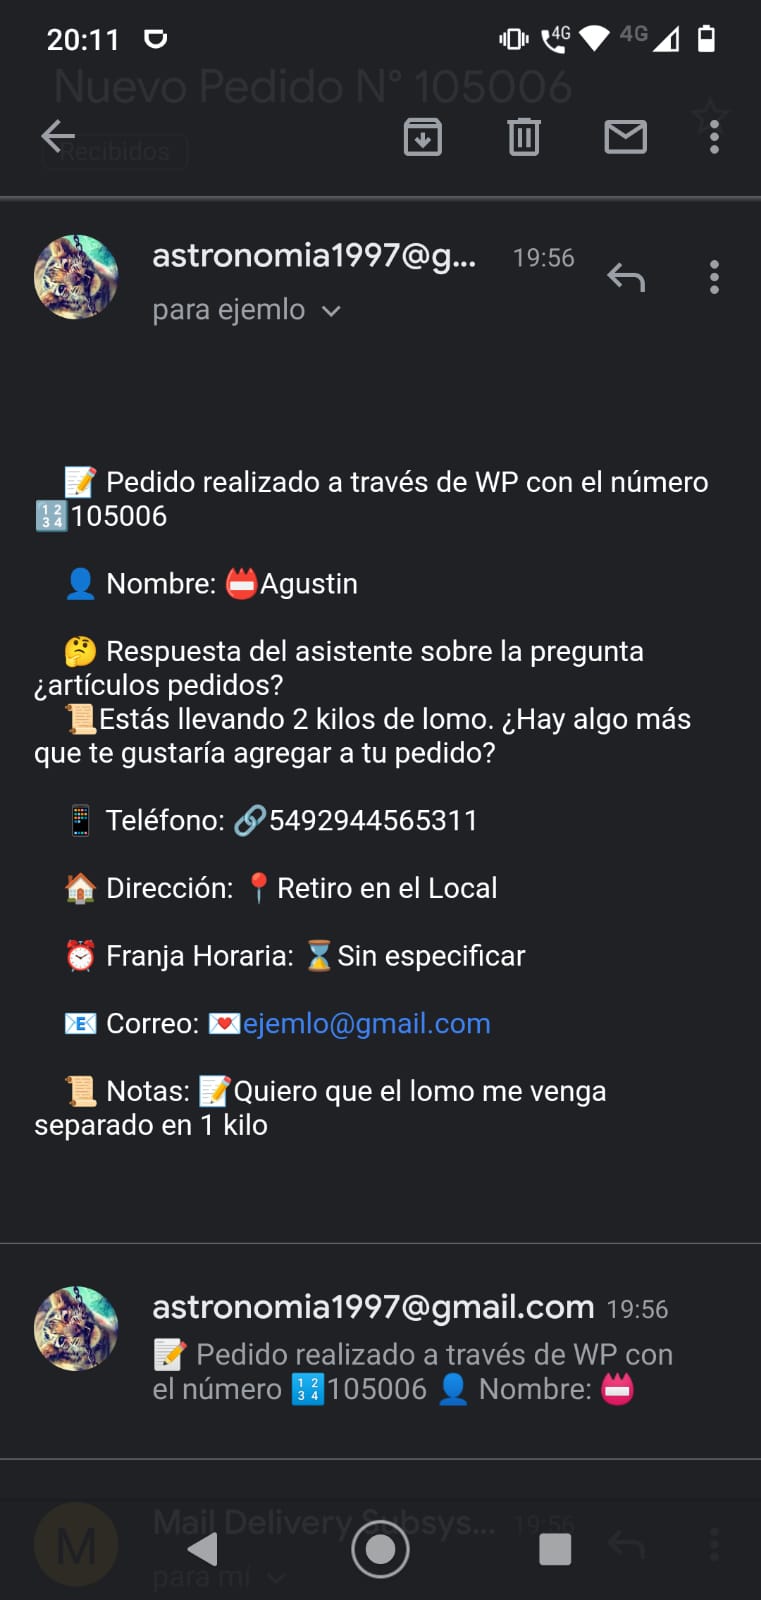 20:11
4G
4G
Nuevo Pedido N° 105006
Recibidos
astronomia1997@g... 19:56
para ejemlo
📝 Pedido realizado a través de WP con el número
🔢105006
👤 Nombre: 📛Agustin
🤔 Respuesta del asistente sobre la pregunta
¿artículos pedidos?
📜Estás llevando 2 kilos de lomo. ¿Hay algo más
que te gustaría agregar a tu pedido?
📱 Teléfono: 🔗5492944565311
🏠 Dirección: 📍Retiro en el Local
⏰ Franja Horaria: ⏳Sin especificar
📧 Correo: 💌ejemlo@gmail.com
📜 Notas: 📝Quiero que el lomo me venga
separado en 1 kilo
astronomia1997@gmail.com 19:56
📝 Pedido realizado a través de WP con
el número 🔢105006 👤 Nombre: 📛
M
Mail Delivery Subsys... 19:56
para mí